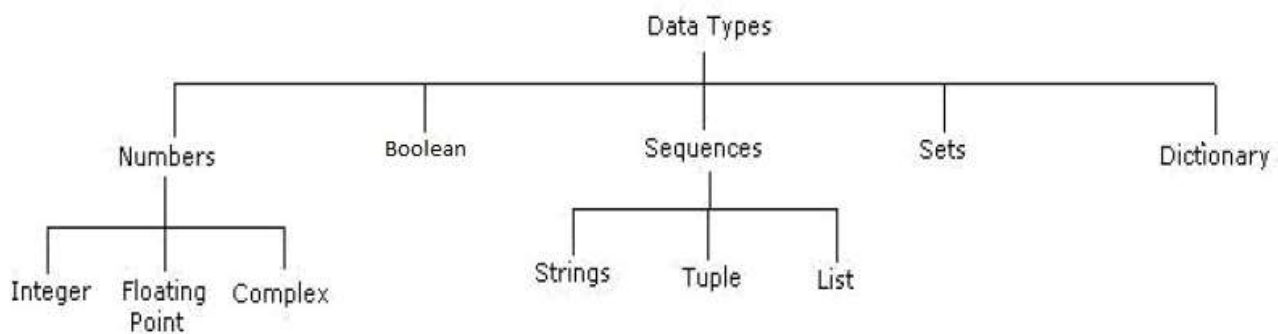 Data Types
Numbers
Boolean
Sequences
Sets
Dictionary
Integer
Floating
Point
Complex
Strings
Tuple
List